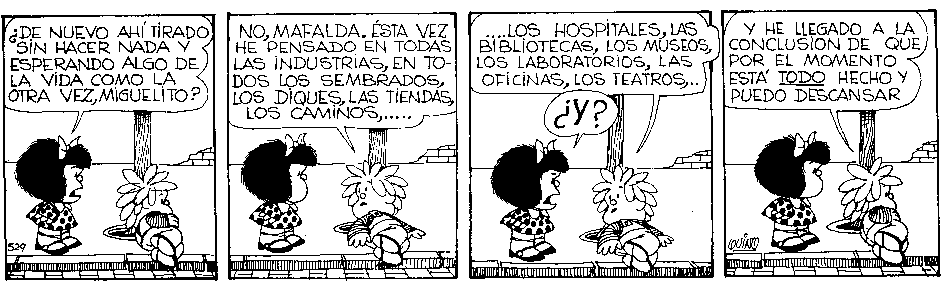 ¿DE NUEVO AHÍ TIRADO
SIN HACER NADA Y
ESPERANDO ALGO DE
LA VIDA COMO LA
OTRA VEZ, MIGUELITO?
529
NO, MAFALDA. ÉSTA VEZ
HE PENSADO EN TODAS
LAS INDUSTRIAS, EN TO-
DOS LOS SEMBRADOS,
LOS DIQUES, LAS TIENDAS,
LOS CAMINOS,.....
....LOS HOSPITALES, LAS
BIBLIOTECAS, LOS MUSEOS,
LOS LABORATORIOS, LAS
OFICINAS, LOS TEATROS...
¿Y?
Y HE LLEGADO A LA
CONCLUSIÓN DE QUE
POR EL MOMENTO
ESTÁ TODO HECHO Y
PUEDO DESCANSAR
QUINO